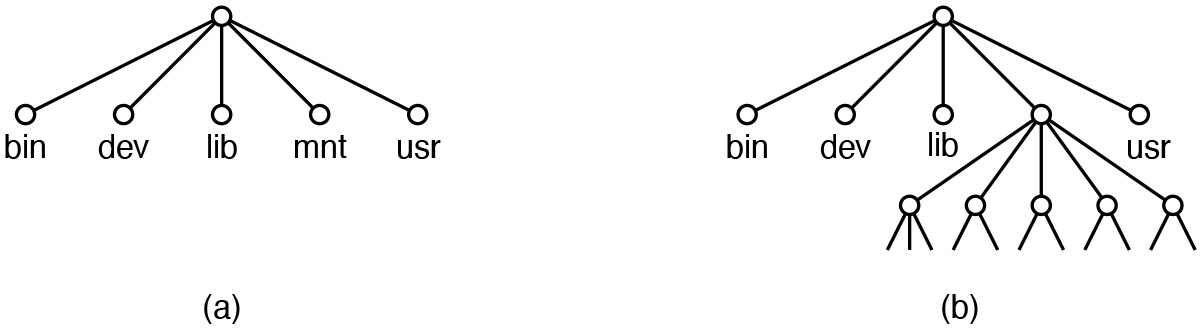 bin dev lib mnt usr
bin dev lib usr
(a) (b)